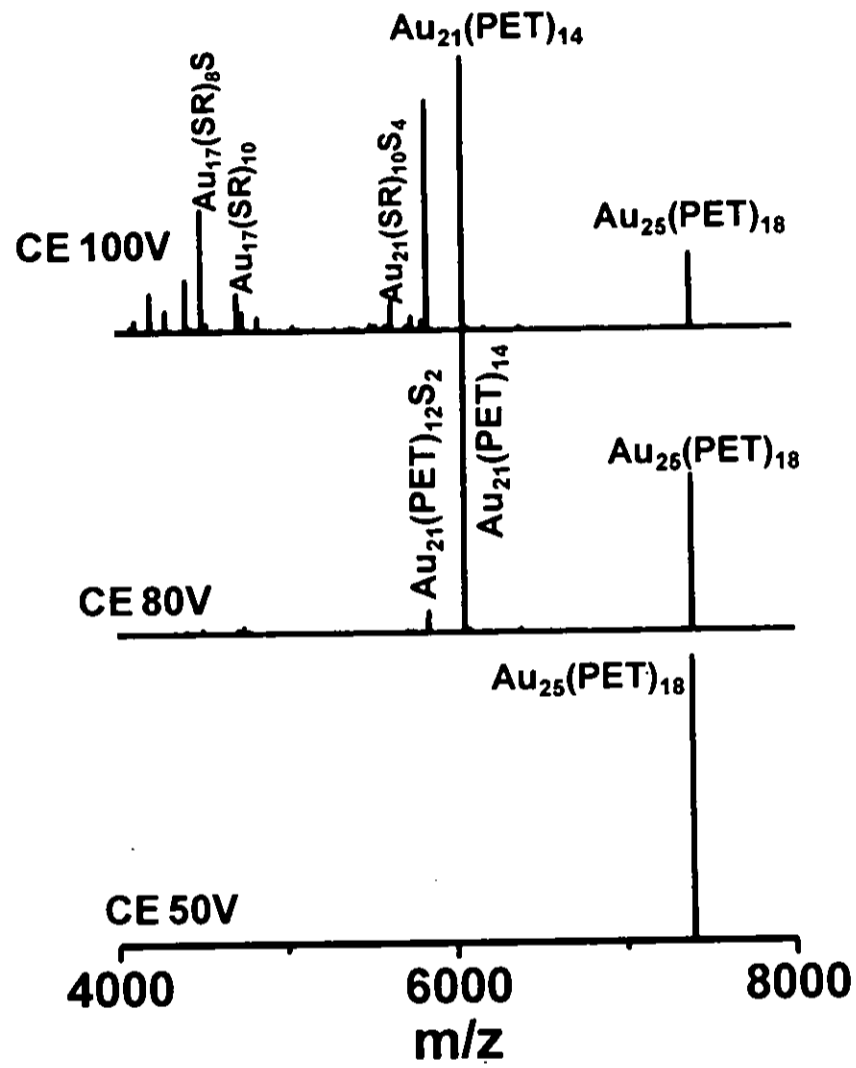 Au₂₁(PET)₁₄
Au₁₇(SR)₈S
Au₁₇(SR)₁₀
Au₂₁(SR)₁₀S₄
Au₂₅(PET)₁₈
CE 100V
Au₂₁(PET)₁₂S₂
Au₂₁(PET)₁₄
Au₂₅(PET)₁₈
CE 80V
Au₂₅(PET)₁₈
CE 50V
4000 6000 8000
m/z